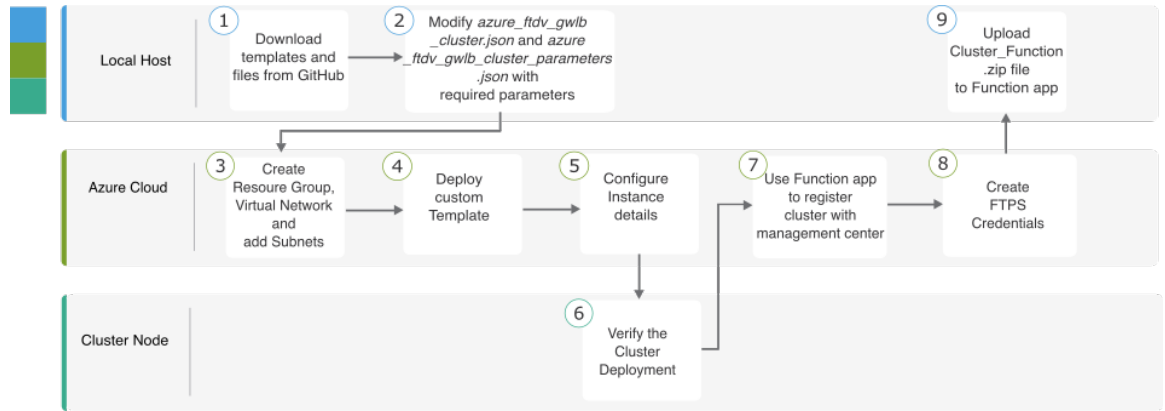 Local Host
1
Download
templates and
files from GitHub
2
Modify azure_ftdv_gwlb
_cluster.json and azure
_ftdv_gwlb_cluster_parameters
.json with
required parameters
9
Upload
Cluster_Function
.zip file
to Function app
Azure Cloud
3
Create
Resoure Group,
Virtual Network
and
add Subnets
4
Deploy
custom
Template
5
Configure
Instance
details
7
Use Function app
to register
cluster with
management center
8
Create
FTPS
Credentials
Cluster Node
6
Verify the
Cluster
Deployment